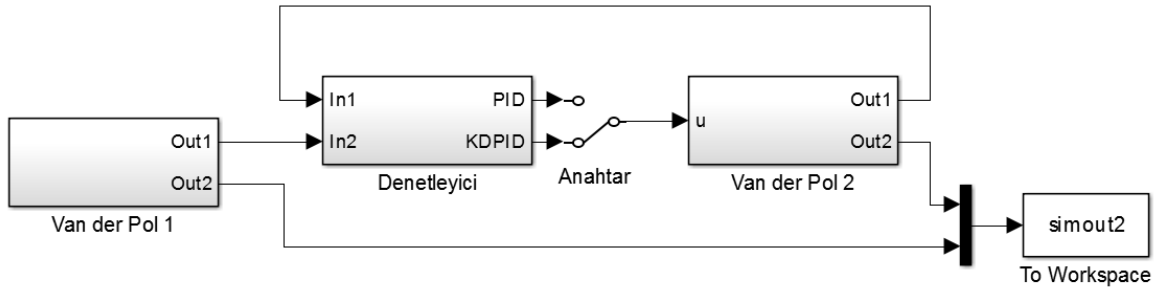 In1
PID
Out1
In2
KDPID
u
Out2
Denetleyici
Anahtar
Van der Pol 2
Out1
Out2
Van der Pol 1
simout2
To Workspace